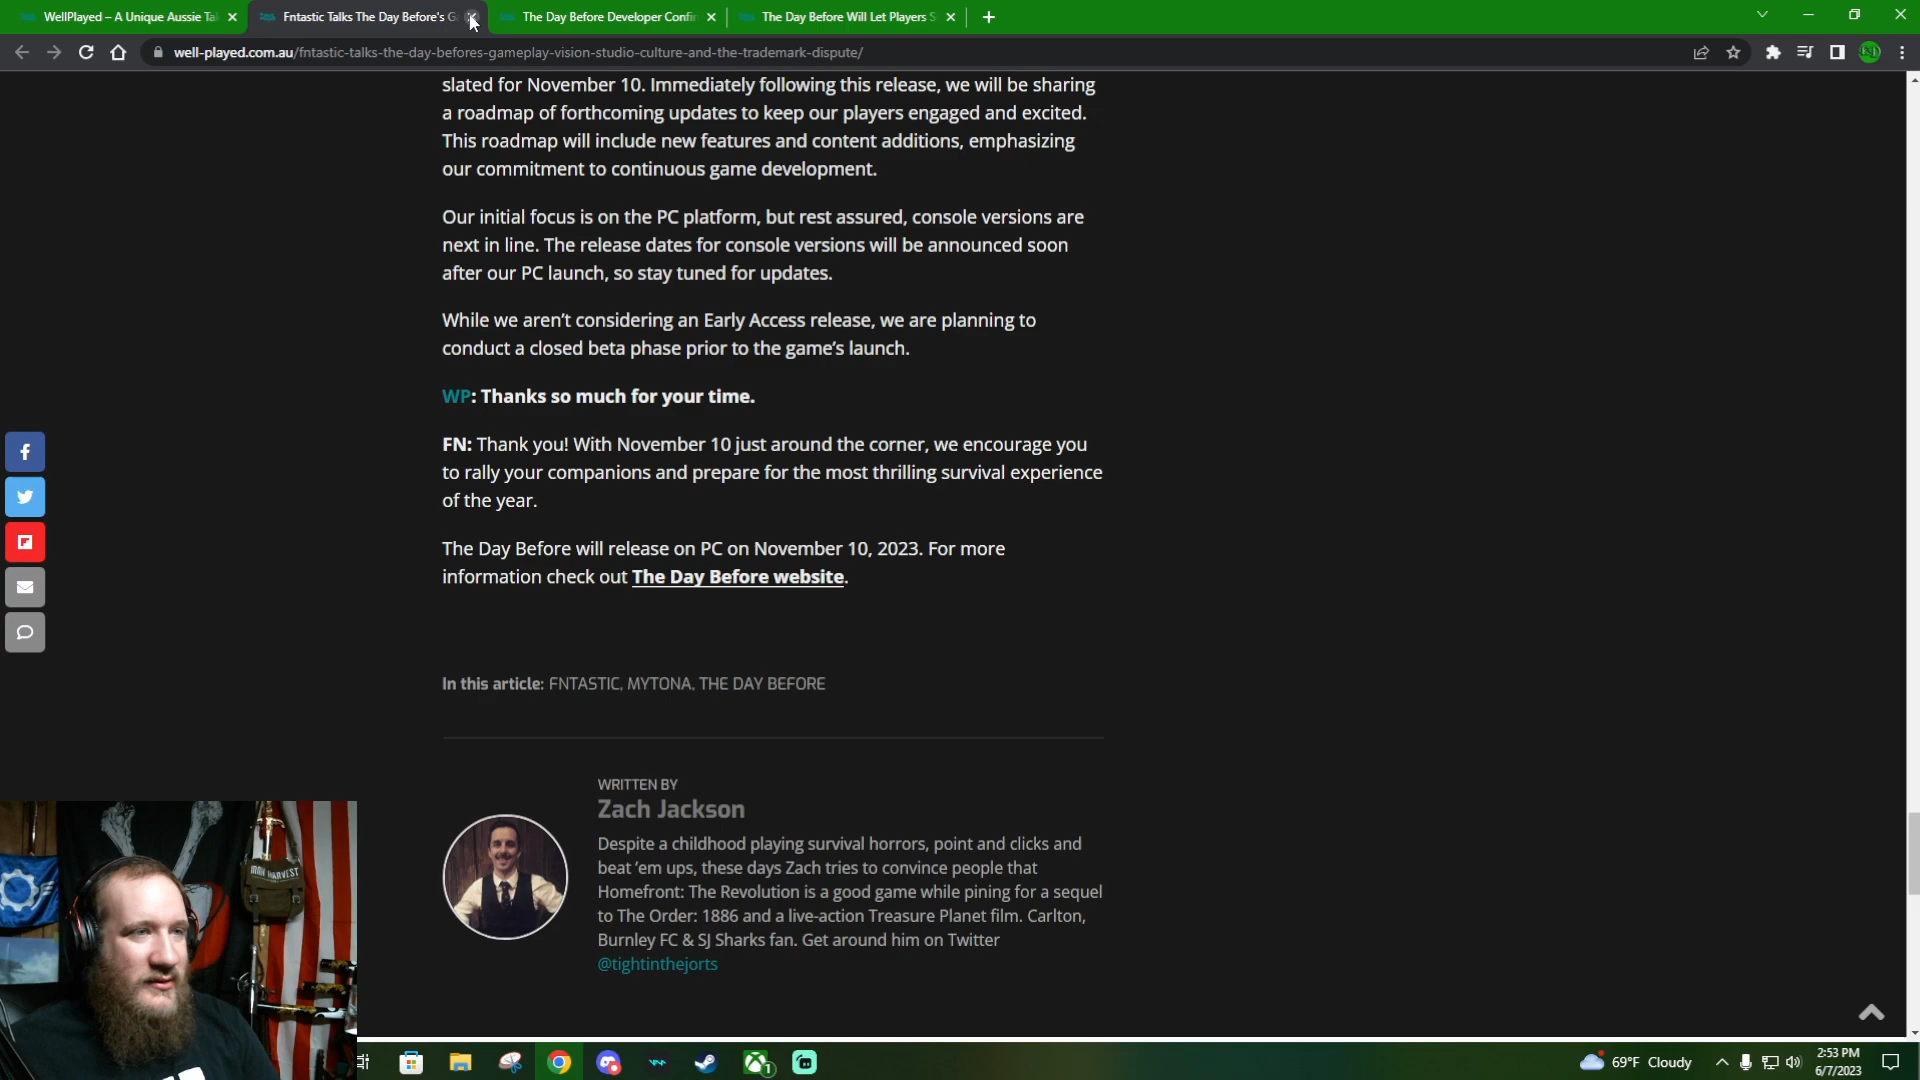 WellPlayed – A Unique Aussie Ta
Fntastic Talks The Day Before's G
The Day Before Developer Confir
The Day Before Will Let Players S
well-played.com.au/fntastic-talks-the-day-befores-gameplay-vision-studio-culture-and-the-trademark-dispute/
slated for November 10. Immediately following this release, we will be sharing
a roadmap of forthcoming updates to keep our players engaged and excited.
This roadmap will include new features and content additions, emphasizing
our commitment to continuous game development.
Our initial focus is on the PC platform, but rest assured, console versions are
next in line. The release dates for console versions will be announced soon
after our PC launch, so stay tuned for updates.
While we aren't considering an Early Access release, we are planning to
conduct a closed beta phase prior to the game's launch.
WP: Thanks so much for your time.
FN: Thank you! With November 10 just around the corner, we encourage you
to rally your companions and prepare for the most thrilling survival experience
of the year.
The Day Before will release on PC on November 10, 2023. For more
information check out The Day Before website.
In this article: FNTASTIC, MYTONA, THE DAY BEFORE
WRITTEN BY
Zach Jackson
Despite a childhood playing survival horrors, point and clicks and
beat 'em ups, these days Zach tries to convince people that
Homefront: The Revolution is a good game while pining for a sequel
to The Order: 1886 and a live-action Treasure Planet film. Carlton,
Burnley FC & SJ Sharks fan. Get around him on Twitter
@tightinthejorts
IRON HARVEST
1
69°F Cloudy
2:53 PM
6/7/2023